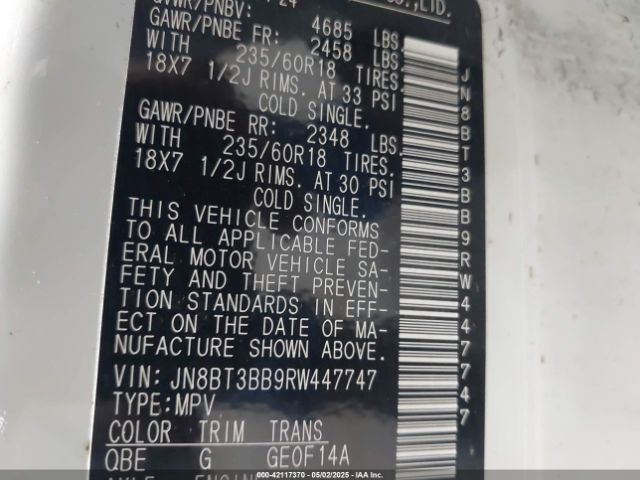 GVWR/PNBV: 4685 LBS.
GAWR/PNBE FR: 2458 LBS.
WITH 235/60R18 TIRES.
18X7 1/2J RIMS. AT 33 PSI
COLD SINGLE.
GAWR/PNBE RR: 2348 LBS.
WITH 235/60R18 TIRES.
18X7 1/2J RIMS. AT 30 PSI
COLD SINGLE.
THIS VEHICLE CONFORMS
TO ALL APPLICABLE FED-
ERAL MOTOR VEHICLE SA-
FETY AND THEFT PREVEN-
TION STANDARDS IN EFF-
ECT ON THE DATE OF MA-
NUFACTURE SHOWN ABOVE.
VIN: JN8BT3BB9RW447747
TYPE:MPV
COLOR TRIM TRANS
QBE G GE0F14A
JN8BT3BB9RW447747
© - 42117370 - 05/02/2025 - IAAI.COM